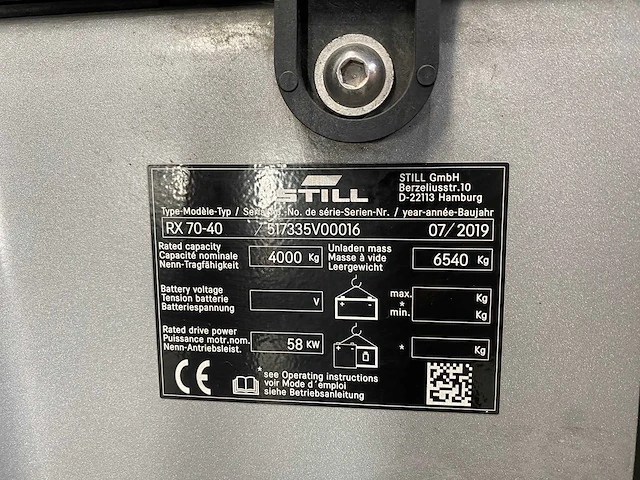 STILL
STILL GmbH
Berzeliusstr.10
D-22113 Hamburg
Type-Modèle-Typ / Serial -No. de série-Serien-Nr. / year-année-Baujahr
RX 70-40 / 517335V00016 07/2019
Rated capacity
Capacité nominale
Nenn-Tragfähigkeit
4000 Kg
Unladen mass
Masse à vide
Leergewicht
6540 Kg
Battery voltage
Tension batterie
Batteriespannung
V
max. Kg
*
min. Kg
Rated drive power
Puissance motr.nom.
Nenn-Antriebsleist.
58 KW
* Kg
CE
*see Operating instructions
voir Mode d'emploi
siehe Betriebsanleitung